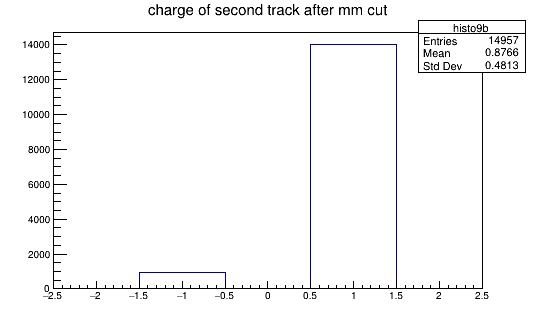 charge of second track after mm cut
histo9b
Entries 14957
Mean 0.8766
Std Dev 0.4813
14000
12000
10000
8000
6000
4000
2000
0
−2.5 −2 −1.5 −1 −0.5 0 0.5 1 1.5 2 2.5